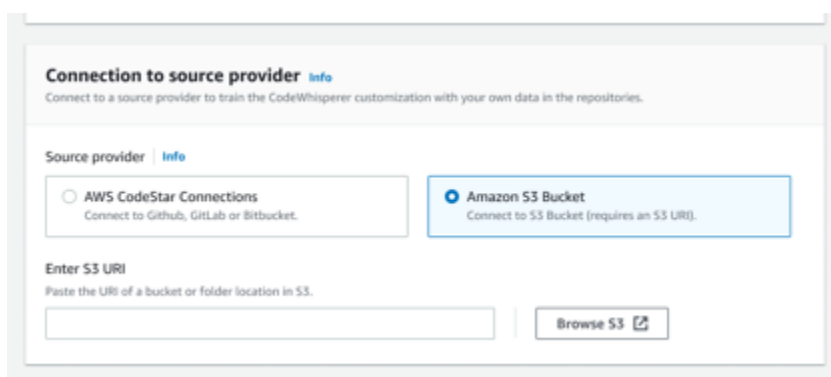 Connection to source provider Info
Connect to a source provider to train the CodeWhisperer customization with your own data in the repositories.
Source provider Info
AWS CodeStar Connections
Connect to Github, GitLab or Bitbucket.
Amazon S3 Bucket
Connect to S3 Bucket (requires an S3 URI).
Enter S3 URI
Paste the URI of a bucket or folder location in S3.
Browse S3